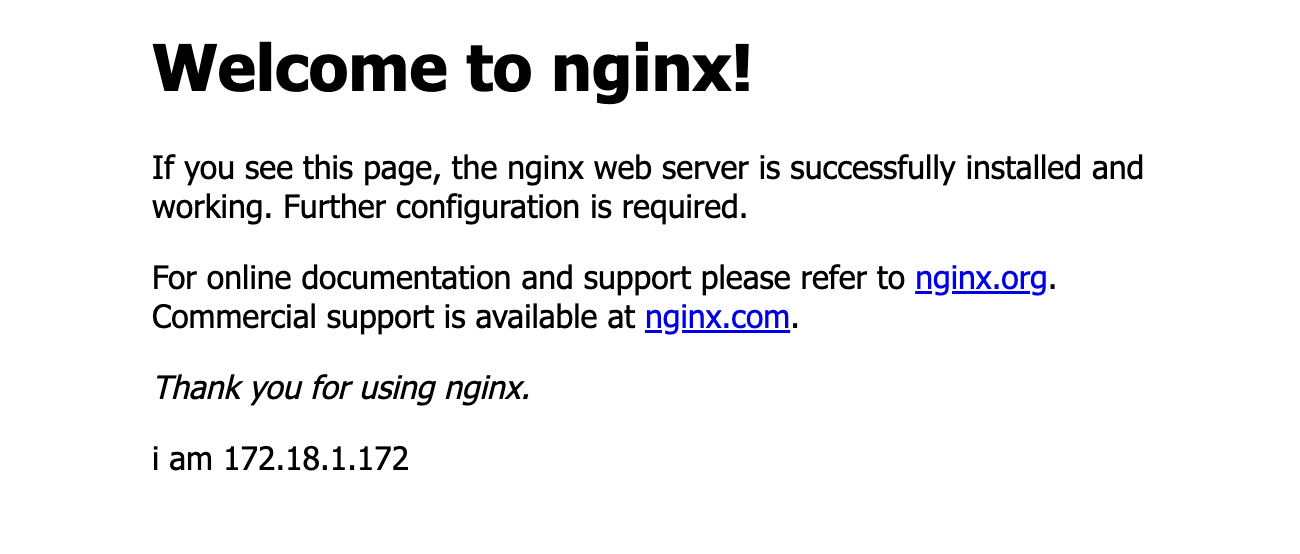 Welcome to nginx!
If you see this page, the nginx web server is successfully installed and
working. Further configuration is required.
For online documentation and support please refer to nginx.org.
Commercial support is available at nginx.com.
Thank you for using nginx.
i am 172.18.1.172